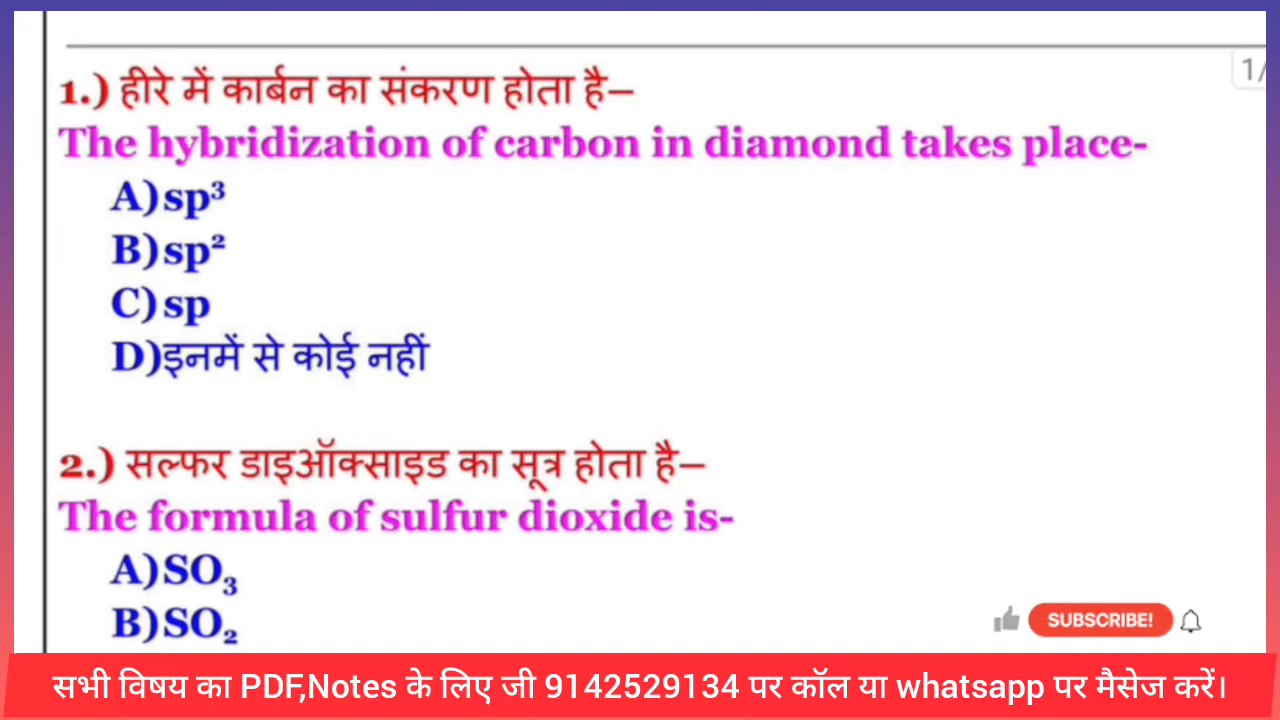 1/
1.) हीरे में कार्बन का संकरण होता है–
The hybridization of carbon in diamond takes place-
A) sp³
B) sp²
C) sp
D)इनमें से कोई नहीं
2.) सल्फर डाइऑक्साइड का सूत्र होता है–
The formula of sulfur dioxide is-
A) SO₃
B) SO₂
SUBSCRIBE!
सभी विषय का PDF,Notes के लिए जी 9142529134 पर कॉल या whatsapp पर मैसेज करें।